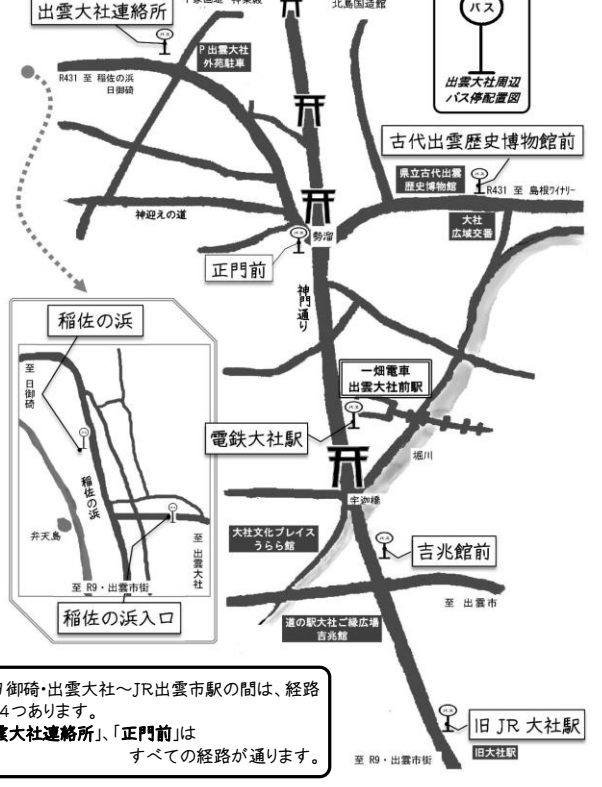 北島国造館
出雲大社連絡所
バス
出雲大社周辺
バス停配置図
P 出雲大社
外苑駐車
R431 至 稲佐の浜
日御碕
古代出雲歴史博物館前
県立古代出雲
歴史博物館
バス
R431 至 島根ワイナリー
大社
広域交番
神迎えの道
勢溜
正門前
神門通り
稲佐の浜
至 日御碕
稲佐の浜
弁天島
至 出雲大社
至 R9・出雲市街
稲佐の浜入口
一畑電車
出雲大社前駅
電鉄大社駅
堀川
宇迦橋
大社文化プレイス
うらら館
吉兆館前
至 出雲市
道の駅大社ご縁広場
吉兆館
旧 JR 大社駅
旧大社駅
至 R9・出雲市街
御碕・出雲大社～JR出雲市駅の間は、経路
4つあります。
大社連絡所」、「正門前」は
すべての経路が通ります。